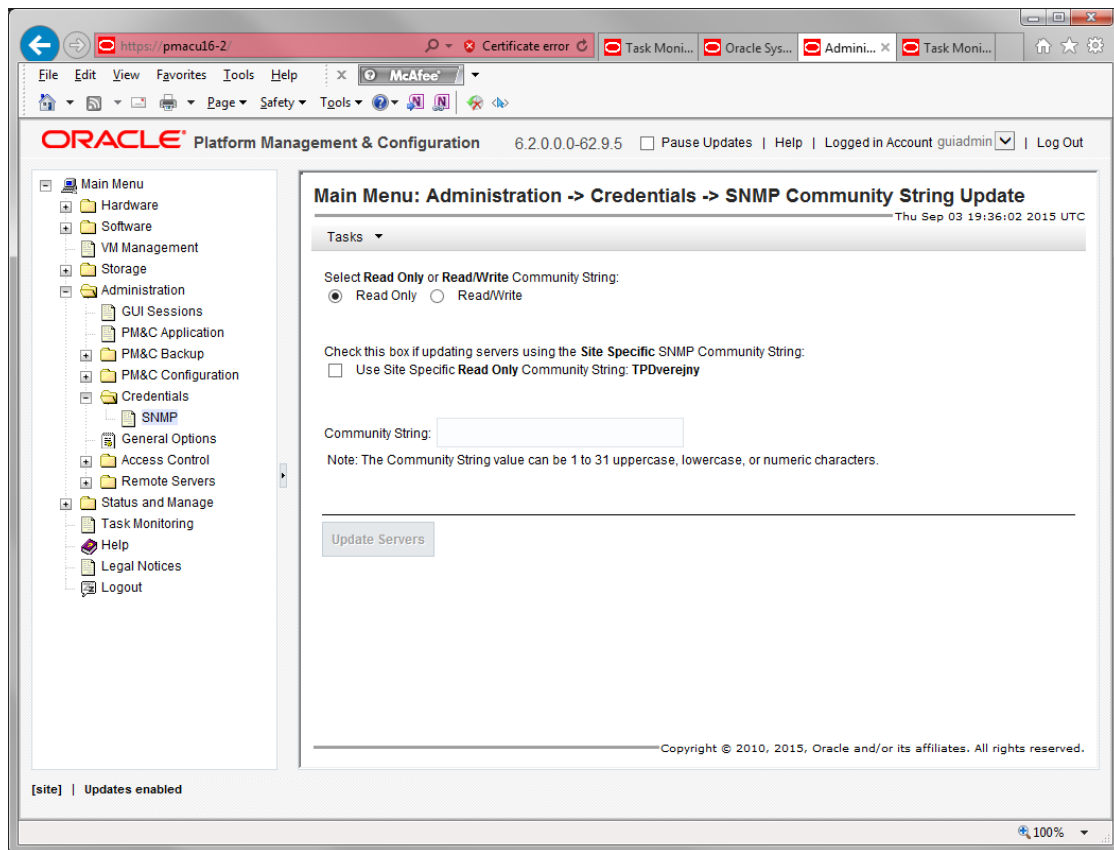 https://pmacu16-2/
Certificate error
Task Moni...
Oracle Sys...
Admini...
Task Moni...
File Edit View Favorites Tools Help
McAfee
Page Safety Tools
ORACLE Platform Management & Configuration
6.2.0.0.0-62.9.5
Pause Updates | Help | Logged in Account guiadmin | Log Out
Main Menu
Hardware
Software
VM Management
Storage
Administration
GUI Sessions
PM&C Application
PM&C Backup
PM&C Configuration
Credentials
SNMP
General Options
Access Control
Remote Servers
Status and Manage
Task Monitoring
Help
Legal Notices
Logout
Main Menu: Administration -> Credentials -> SNMP Community String Update
Thu Sep 03 19:36:02 2015 UTC
Tasks
Select Read Only or Read/Write Community String:
Read Only Read/Write
Check this box if updating servers using the Site Specific SNMP Community String:
Use Site Specific Read Only Community String: TPDverejny
Community String:
Note: The Community String value can be 1 to 31 uppercase, lowercase, or numeric characters.
Update Servers
Copyright © 2010, 2015, Oracle and/or its affiliates. All rights reserved.
[site] | Updates enabled
100%